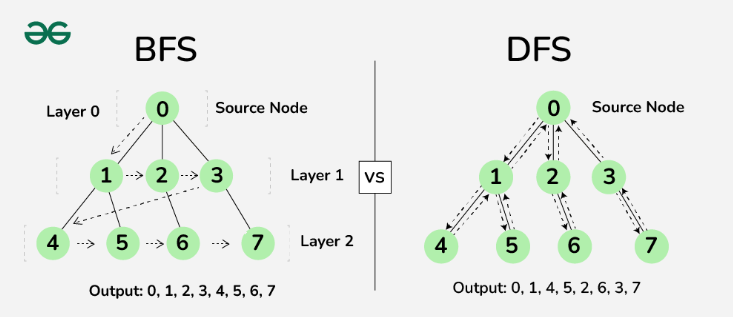 BFS
Layer 0
0
Source Node
1
2
3
Layer 1
4
5
6
7
Layer 2
Output: 0, 1, 2, 3, 4, 5, 6, 7
VS
DFS
0
Source Node
1
2
3
4
5
6
7
Output: 0, 1, 4, 5, 2, 6, 3, 7